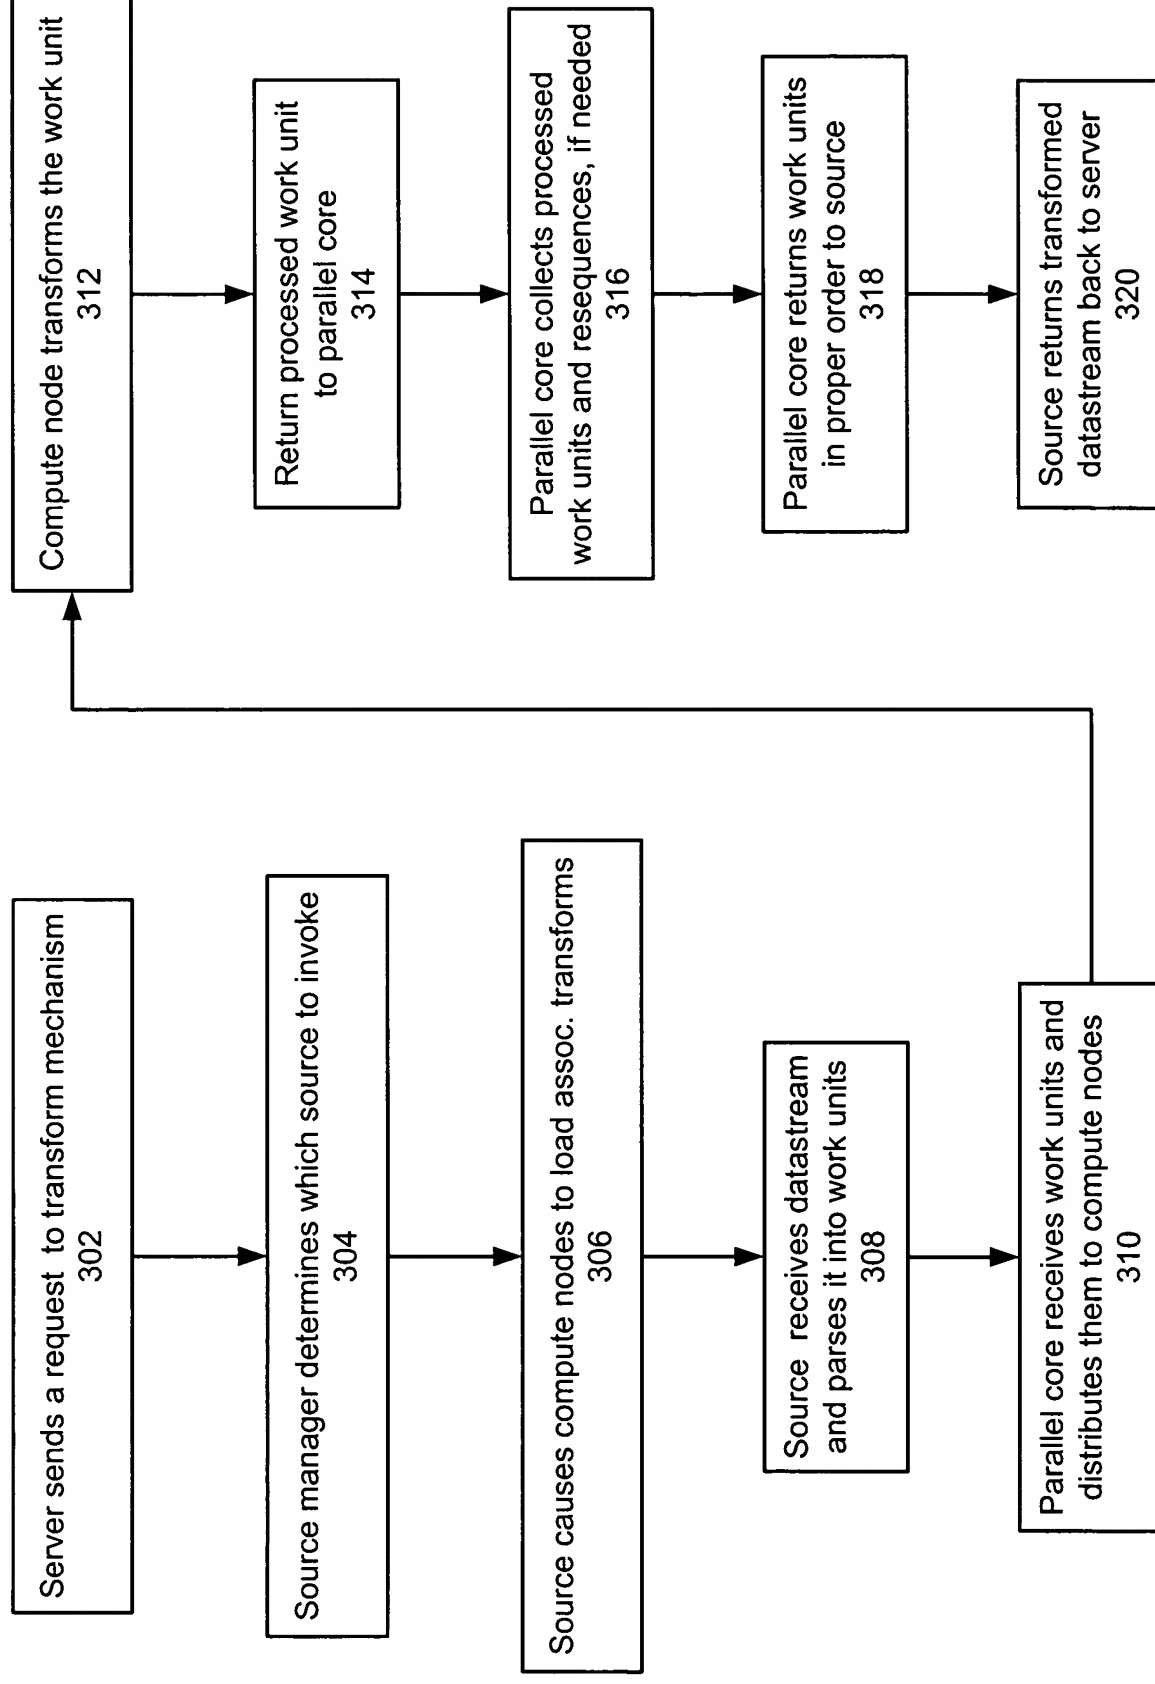 Server sends a request to transform mechanism
302
Source manager determines which source to invoke
304
Source causes compute nodes to load assoc. transforms
306
Source receives datastream
and parses it into work units
308
Parallel core receives work units and
distributes them to compute nodes
310
Compute node transforms the work unit
312
Return processed work unit
to parallel core
314
Parallel core collects processed
work units and resequences, if needed
316
Parallel core returns work units
in proper order to source
318
Source returns transformed
datastream back to server
320